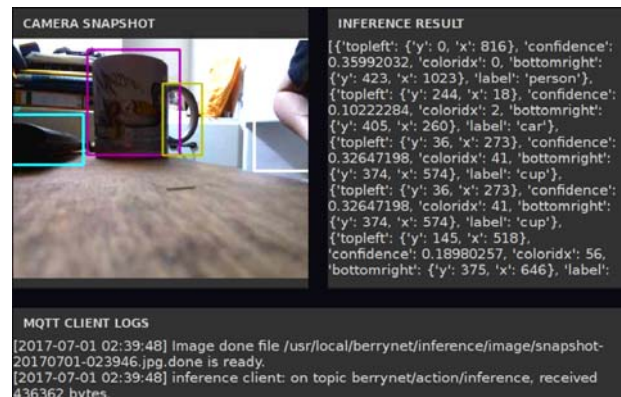 CAMERA SNAPSHOT
INFERENCE RESULT
[{'topleft': {'y': 0, 'x': 816}, 'confidence':
0.35992032, 'coloridx': 0, 'bottomright':
{'y': 423, 'x': 1023}, 'label': 'person'},
{'topleft': {'y': 244, 'x': 18}, 'confidence':
0.10222284, 'coloridx': 2, 'bottomright':
{'y': 405, 'x': 260}, 'label': 'car'},
{'topleft': {'y': 36, 'x': 273}, 'confidence':
0.32647198, 'coloridx': 41, 'bottomright':
{'y': 374, 'x': 574}, 'label': 'cup'},
{'topleft': {'y': 36, 'x': 273}, 'confidence':
0.32647198, 'coloridx': 41, 'bottomright':
{'y': 374, 'x': 574}, 'label': 'cup'},
{'topleft': {'y': 145, 'x': 518},
'confidence': 0.18980257, 'coloridx': 56,
'bottomright': {'y': 375, 'x': 646}, 'label':
MQTT CLIENT LOGS
[2017-07-01 02:39:48] Image done file /usr/local/berrynet/inference/image/snapshot-
20170701-023946.jpg.done is ready.
[2017-07-01 02:39:48] inference client: on topic berrynet/action/inference, received
436362 bytes.